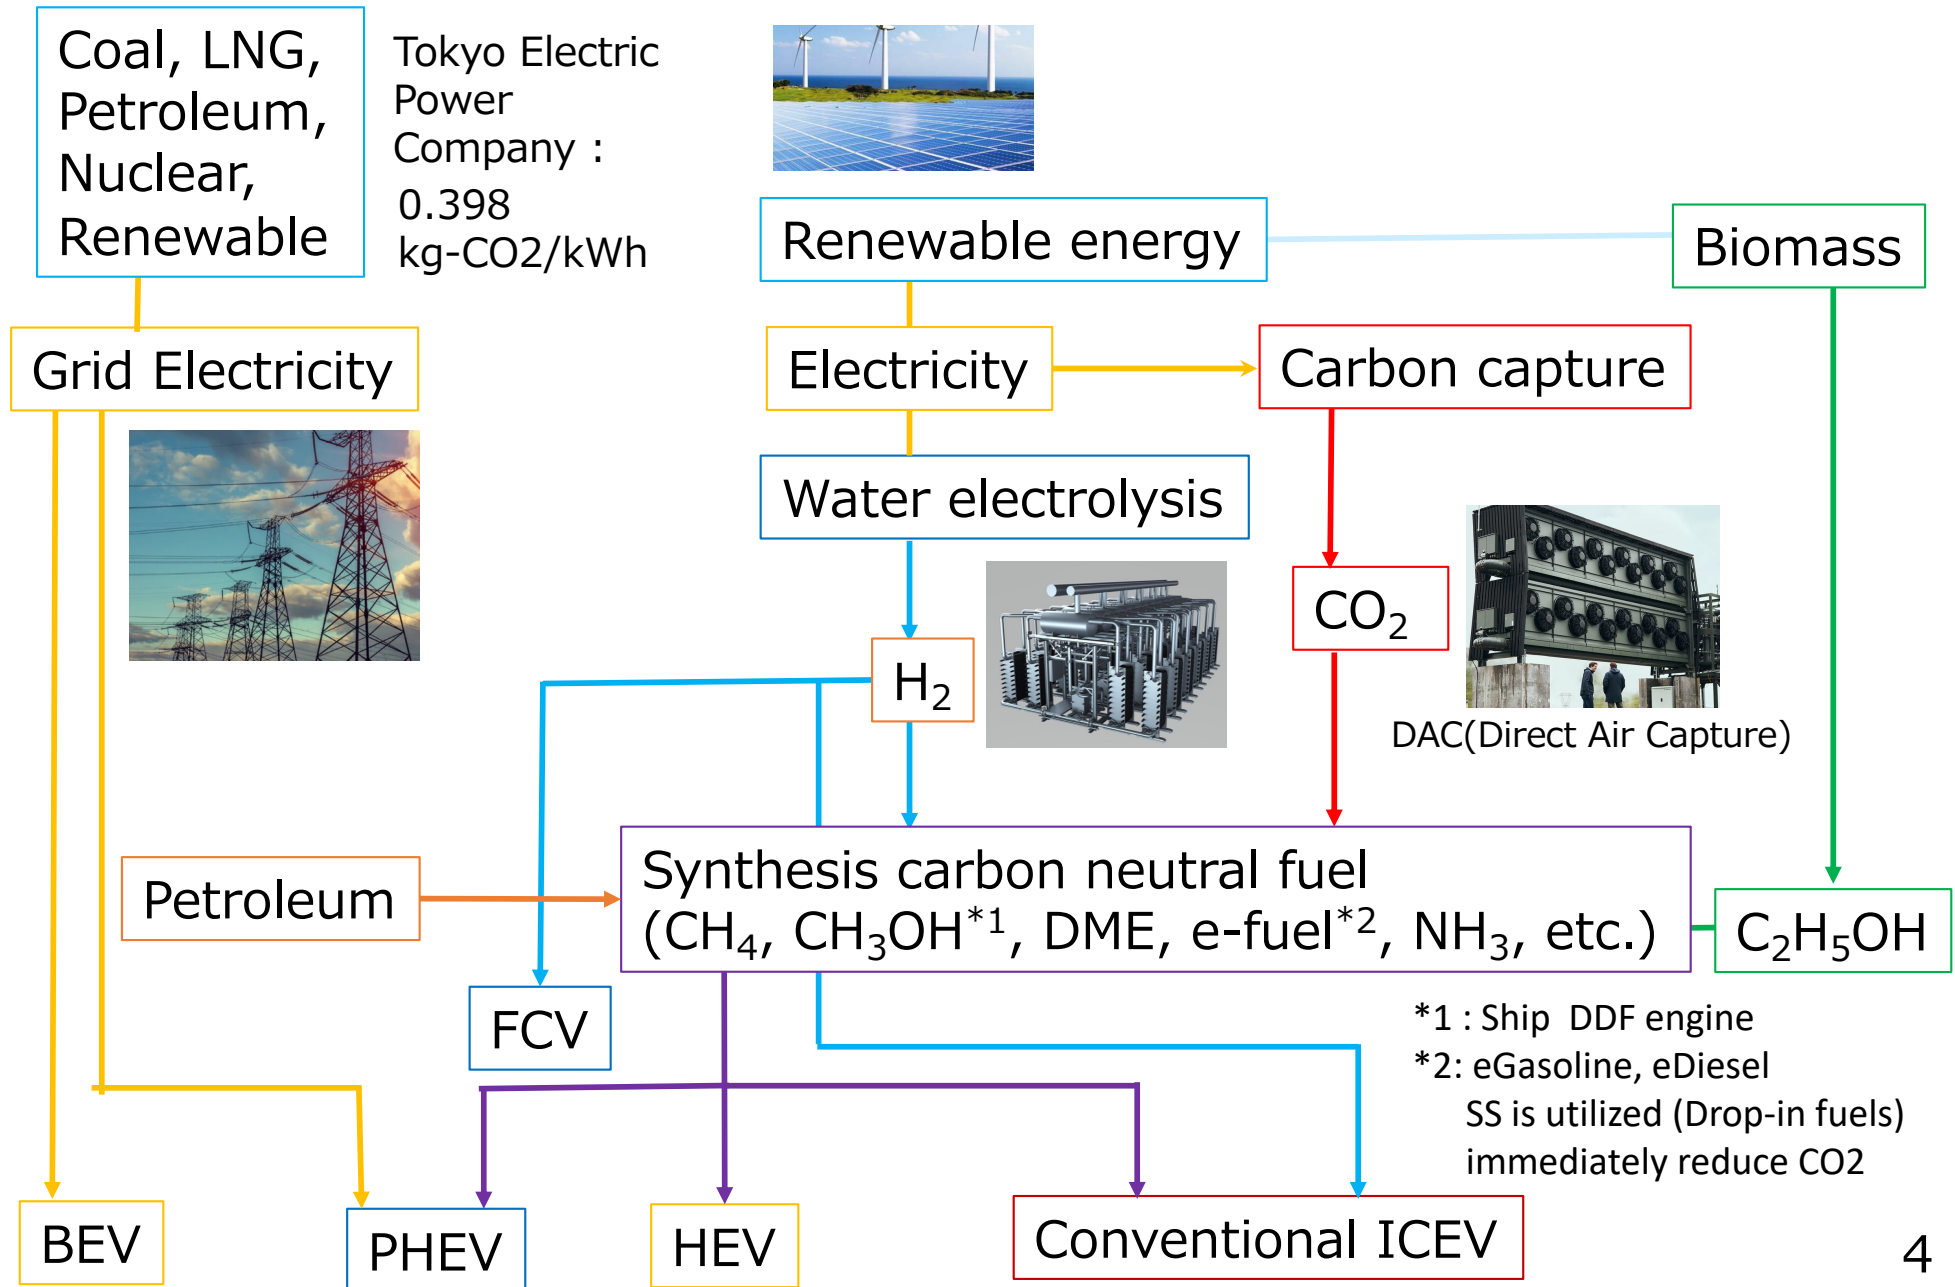 Coal, LNG,
Petroleum,
Nuclear,
Renewable
Tokyo Electric
Power
Company :
0.398
kg-CO2/kWh
Renewable energy
Biomass
Grid Electricity
Electricity
Carbon capture
Water electrolysis
CO₂
H₂
DAC(Direct Air Capture)
Petroleum
Synthesis carbon neutral fuel
(CH₄, CH₃OH*1, DME, e-fuel*2, NH₃, etc.)
C₂H₅OH
FCV
*1 : Ship DDF engine
*2: eGasoline, eDiesel
SS is utilized (Drop-in fuels)
immediately reduce CO2
BEV
PHEV
HEV
Conventional ICEV
4